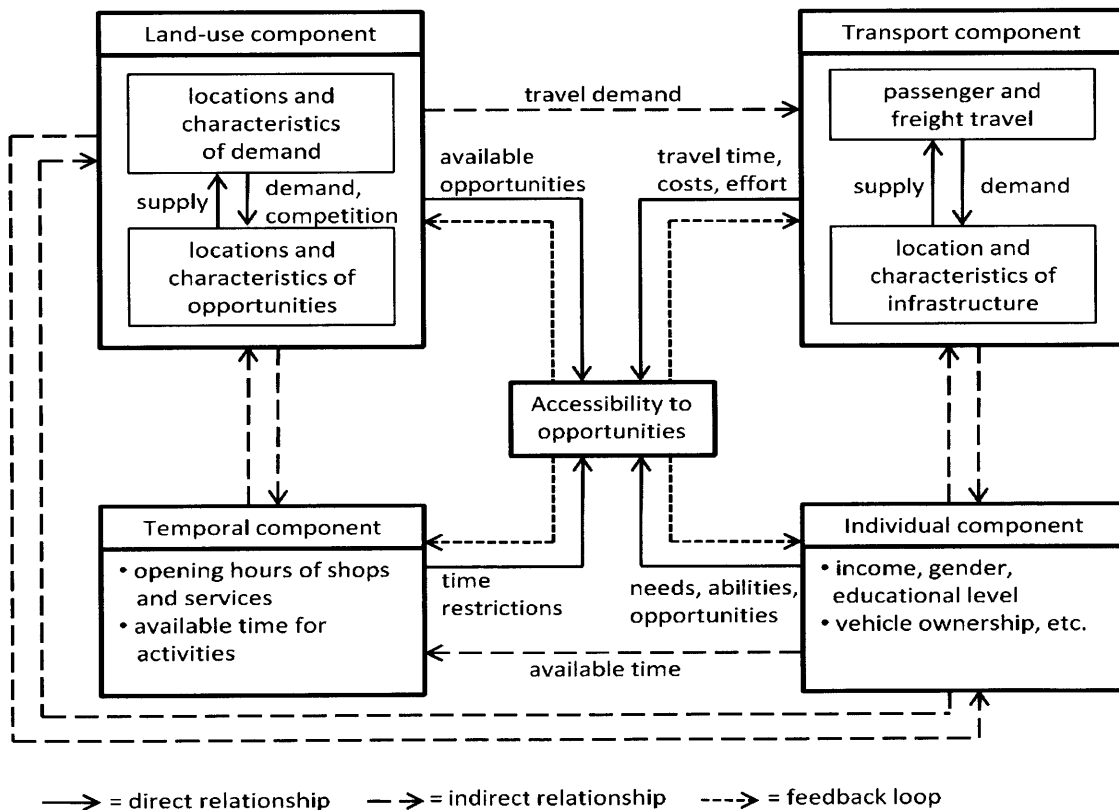 Land-use component
locations and
characteristics
of demand
supply
demand,
competition
locations and
characteristics of
opportunities
travel demand
available
opportunities
travel time,
costs, effort
Transport component
passenger and
freight travel
supply
demand
location and
characteristics of
infrastructure
Accessibility to
opportunities
Temporal component
• opening hours of shops
and services
• available time for
activities
time
restrictions
needs, abilities,
opportunities
available time
Individual component
• income, gender,
educational level
• vehicle ownership, etc.
= direct relationship
= indirect relationship
= feedback loop